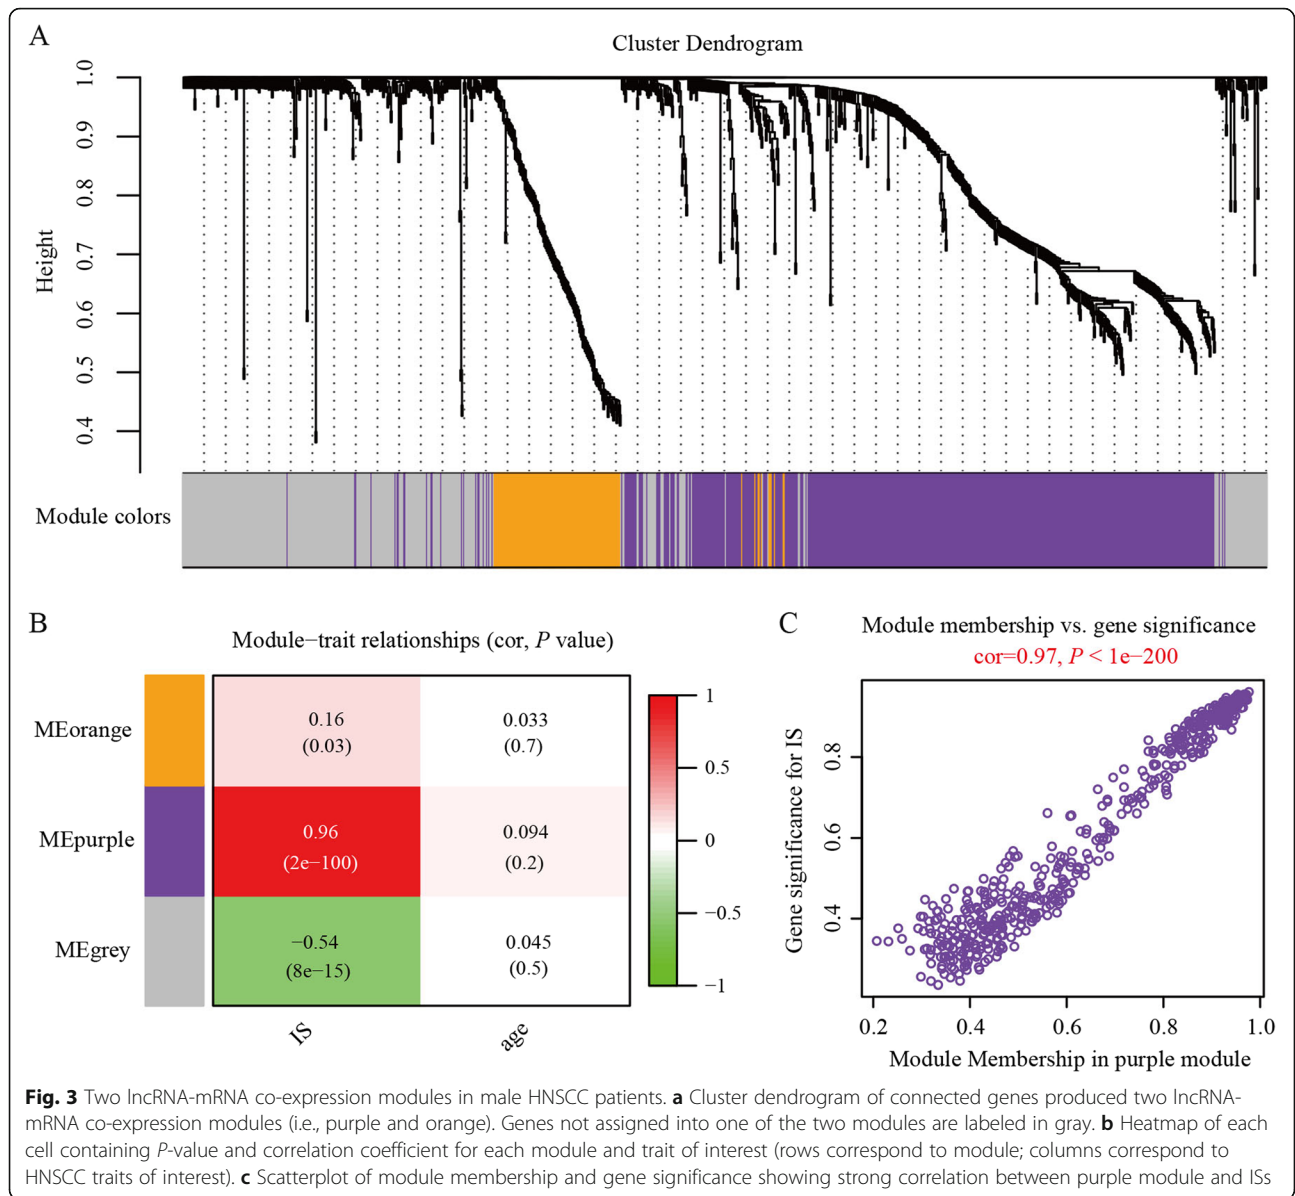 A
Cluster Dendrogram
Height
1.0
0.9
0.8
0.7
0.6
0.5
0.4
Module colors
B
Module−trait relationships (cor, P value)
MEorange
0.16
(0.03)
0.033
(0.7)
MEpurple
0.96
(2e−100)
0.094
(0.2)
MEgrey
−0.54
(8e−15)
0.045
(0.5)
IS
age
1
0.5
0
−0.5
−1
C
Module membership vs. gene significance
cor=0.97, P < 1e−200
Gene significance for IS
0.8
0.6
0.4
0.2
0.4
0.6
0.8
1.0
Module Membership in purple module
Fig. 3 Two lncRNA-mRNA co-expression modules in male HNSCC patients. a Cluster dendrogram of connected genes produced two lncRNA-
mRNA co-expression modules (i.e., purple and orange). Genes not assigned into one of the two modules are labeled in gray. b Heatmap of each
cell containing P-value and correlation coefficient for each module and trait of interest (rows correspond to module; columns correspond to
HNSCC traits of interest). c Scatterplot of module membership and gene significance showing strong correlation between purple module and ISs